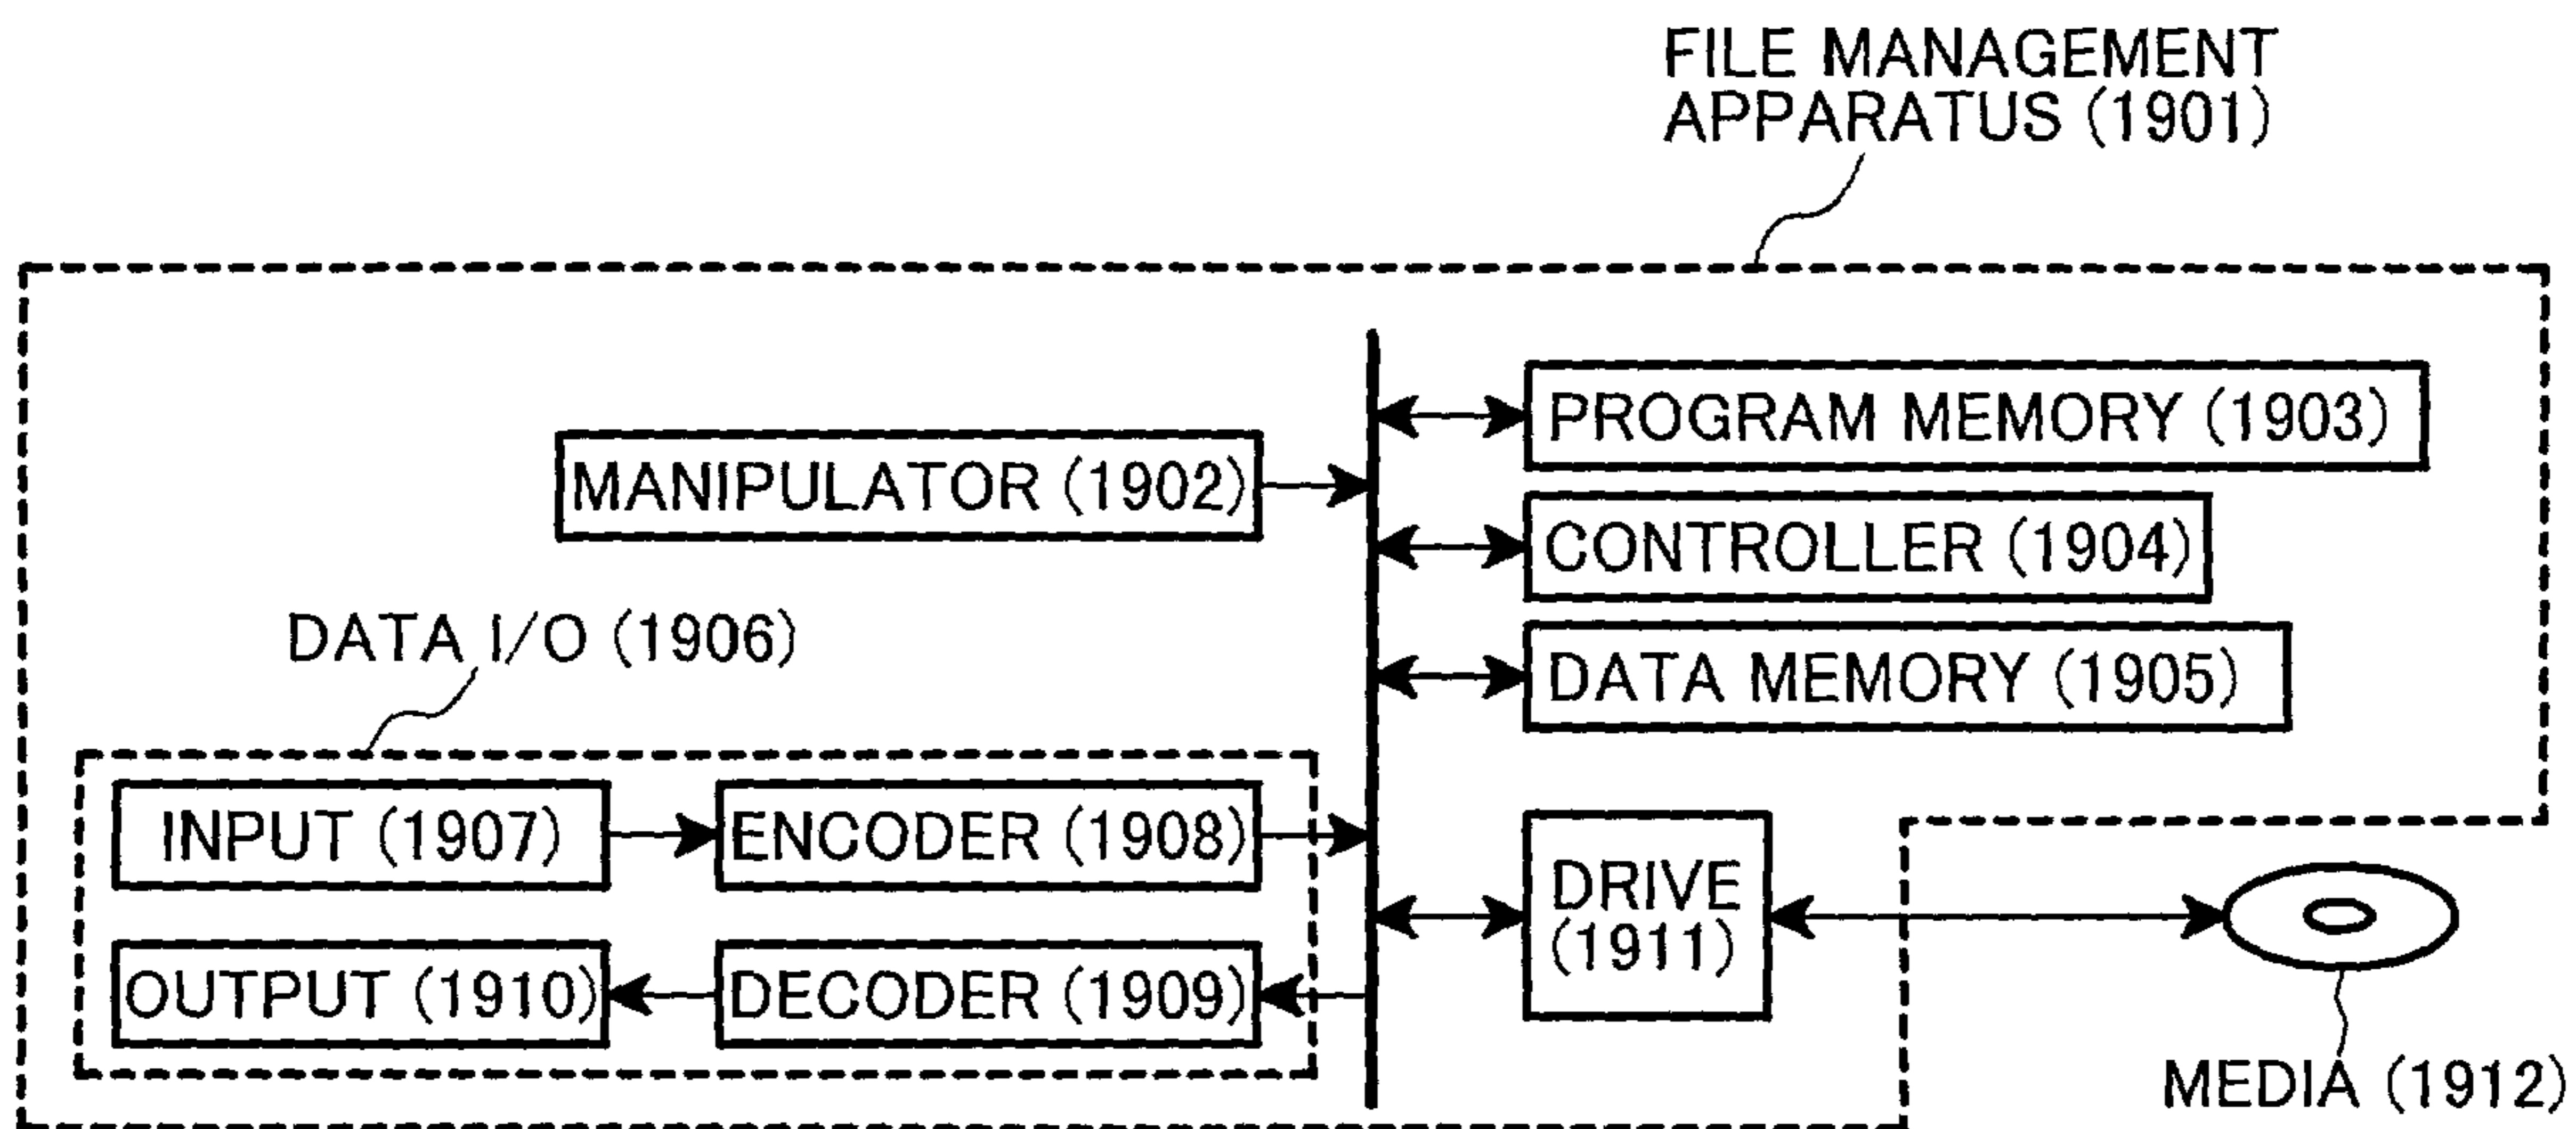 FILE MANAGEMENT
APPARATUS (1901)
PROGRAM MEMORY (1903)
MANIPULATOR (1902)
CONTROLLER (1904)
DATA I/O (1906)
DATA MEMORY (1905)
INPUT (1907)
ENCODER (1908)
DRIVE
(1911)
OUTPUT (1910)
DECODER (1909)
MEDIA (1912)